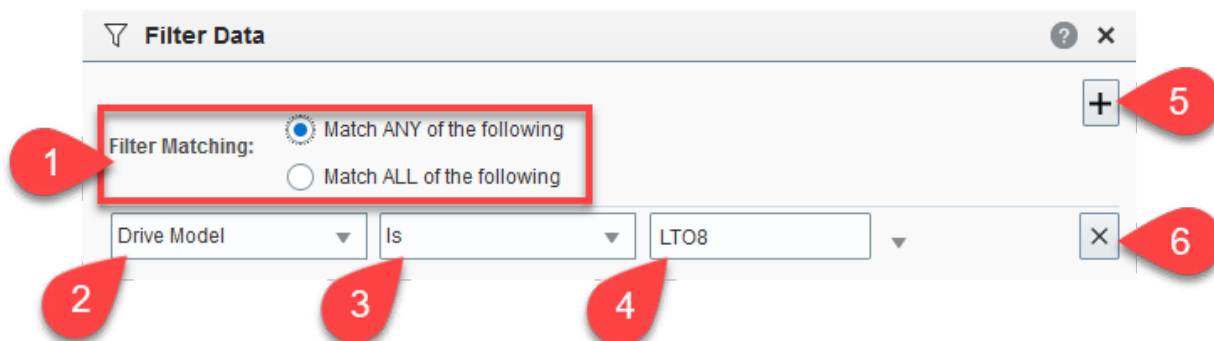 Filter Data
? ×
+
5
Filter Matching:
Match ANY of the following
1
Match ALL of the following
Drive Model
Is
LTO8
×
6
2
3
4